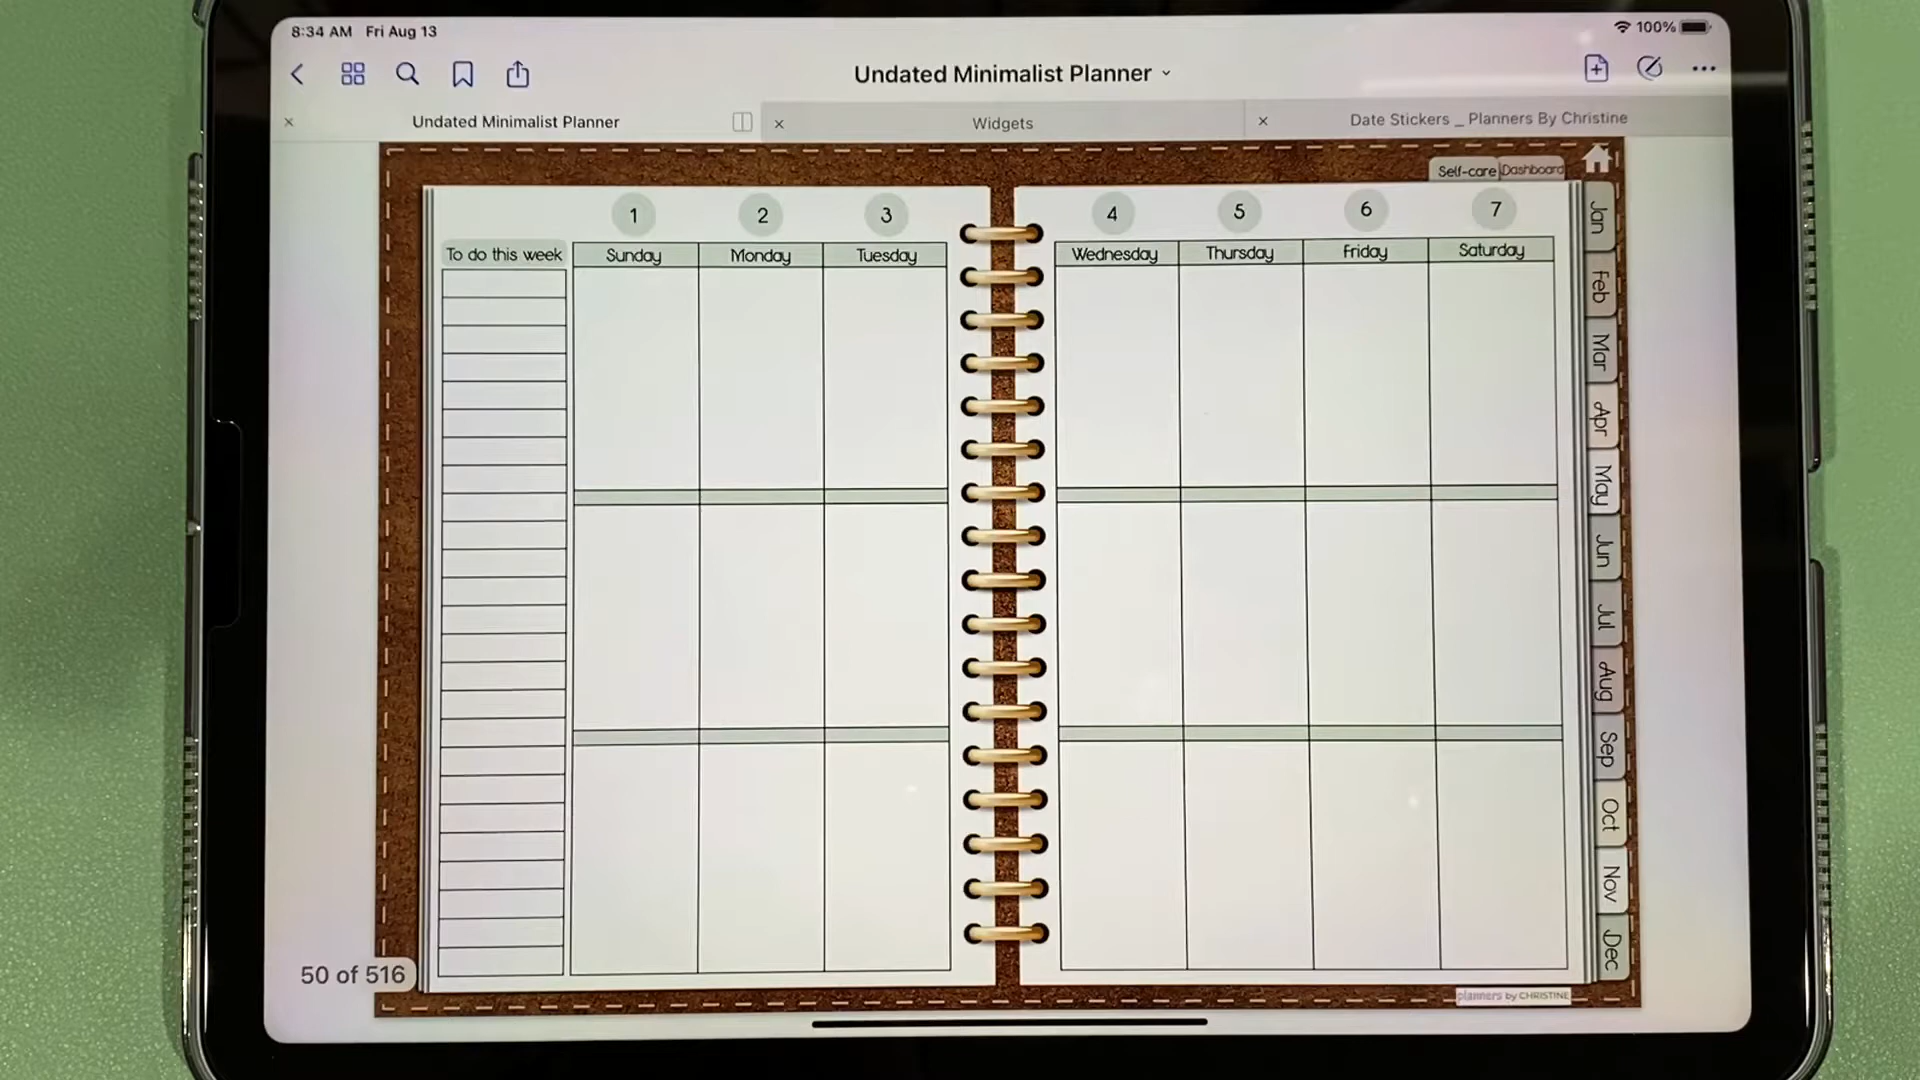 8:34 AM Fri Aug 13
100%
Undated Minimalist Planner
Undated Minimalist Planner
Widgets
Date Stickers _ Planners By Christine
Self-care
Dashboard
1
2
3
4
5
6
7
To do this week
Sunday
Monday
Tuesday
Wednesday
Thursday
Friday
Saturday
Jan
Feb
Mar
Apr
May
Jun
Jul
Aug
Sep
Oct
Nov
Dec
50 of 516
planners by CHRISTINE